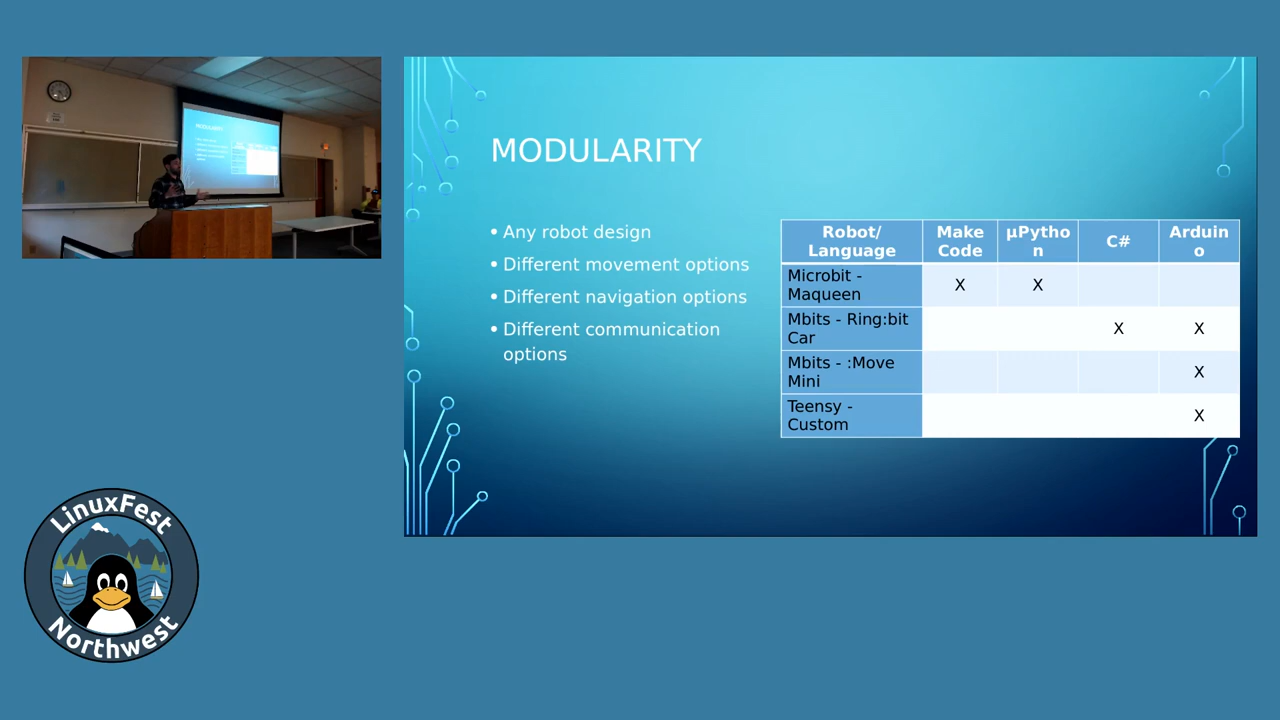 MODULARITY
• Any robot design
• Different movement options
• Different navigation options
• Different communication
options
Robot/
Language
Make
Code
µPytho
n
C#
Arduin
o
Microbit -
Maqueen
X
X
Mbits - Ring:bit
Car
X
X
Mbits - :Move
Mini
X
Teensy -
Custom
X
LinuxFest
Northwest